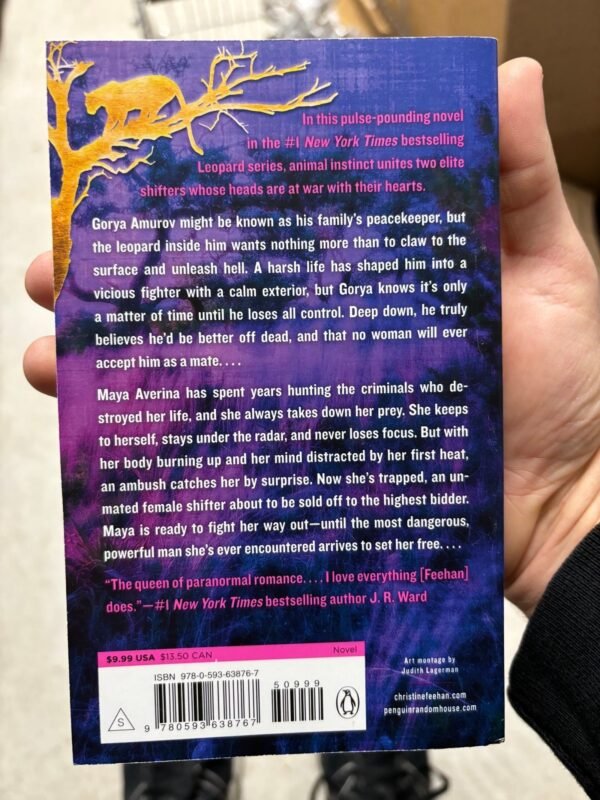 In this pulse-pounding novel
in the #1 New York Times bestselling
Leopard series, animal instinct unites two elite
shifters whose heads are at war with their hearts.
Gorya Amurov might be known as his family's peacekeeper, but
the leopard inside him wants nothing more than to claw to the
surface and unleash hell. A harsh life has shaped him into a
vicious fighter with a calm exterior, but Gorya knows it's only
a matter of time until he loses all control. Deep down, he truly
believes he'd be better off dead, and that no woman will ever
accept him as a mate. . . .
Maya Averina has spent years hunting the criminals who de-
stroyed her life, and she always takes down her prey. She keeps
to herself, stays under the radar, and never loses focus. But with
her body burning up and her mind distracted by her first heat,
an ambush catches her by surprise. Now she's trapped, an un-
mated female shifter about to be sold off to the highest bidder.
Maya is ready to fight her way out—until the most dangerous,
powerful man she's ever encountered arrives to set her free. . . .
"The queen of paranormal romance. . . . I love everything [Feehan]
does."—#1 New York Times bestselling author J. R. Ward
$9.99 USA $13.50 CAN Novel
ISBN 978-0-593-63876-7
50999
S
9 780593 638767
Art montage by
Judith Lagerman
christinefeehan.com
penguinrandomhouse.com